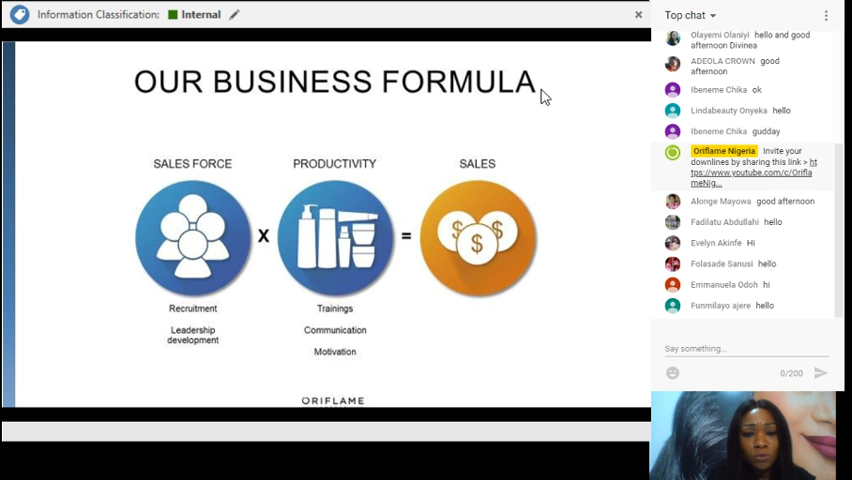 Information Classification: Internal
OUR BUSINESS FORMULA
SALES FORCE
PRODUCTIVITY
SALES
$ $ $
X
=
Recruitment
Leadership
development
Trainings
Communication
Motivation
ORIFLAME
Top chat
Olayemi Olaniyi hello and good
afternoon Divinea
ADEOLA CROWN good
afternoon
Ibeneme Chika ok
Lindabeauty Onyeka hello
Ibeneme Chika gudday
Oriflame Nigeria Invite your
downlines by sharing this link > ht
tps://www.youtube.com/c/Orifla
meNig...
Alonge Mayowa good afternoon
Fadilatu Abdullahi hello
Evelyn Akinfe Hi
Folasade Sanusi hello
Emmanuela Odoh hi
Funmilayo ajere hello
Say something...
0/200